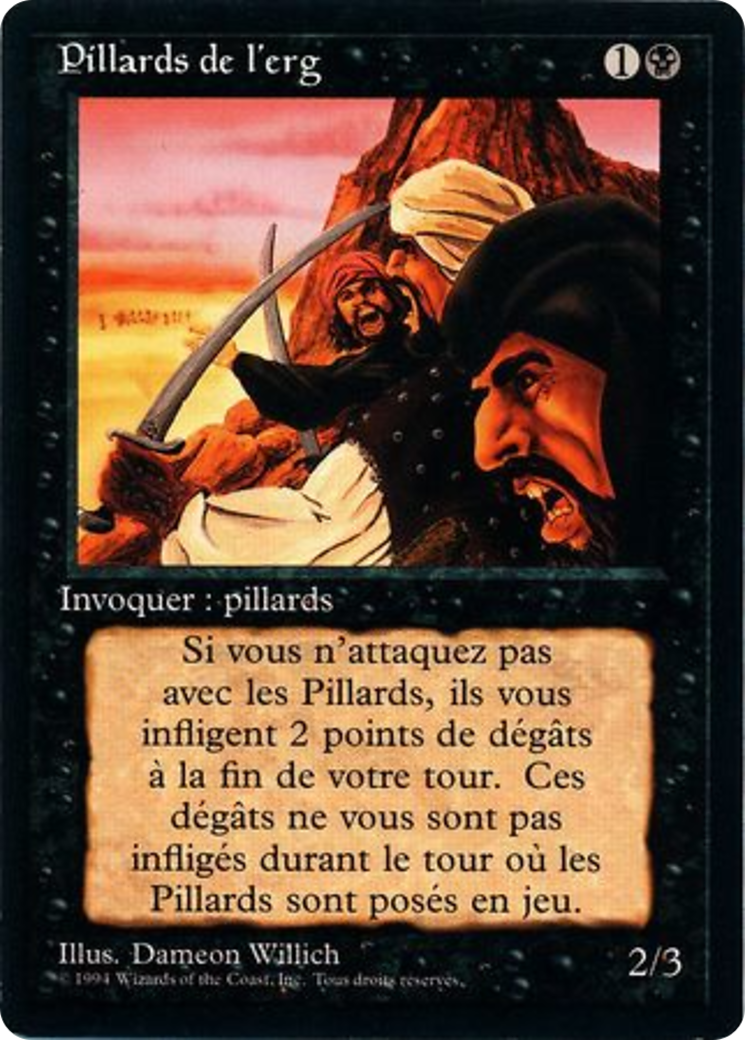 Pillards de l'erg 1
Invoquer : pillards
Si vous n'attaquez pas
avec les Pillards, ils vous
infligent 2 points de dégâts
à la fin de votre tour. Ces
dégâts ne vous sont pas
infligés durant le tour où les
Pillards sont posés en jeu.
Illus. Dameon Willich
2/3
© 1994 Wizards of the Coast, Inc. Tous droits réservés.